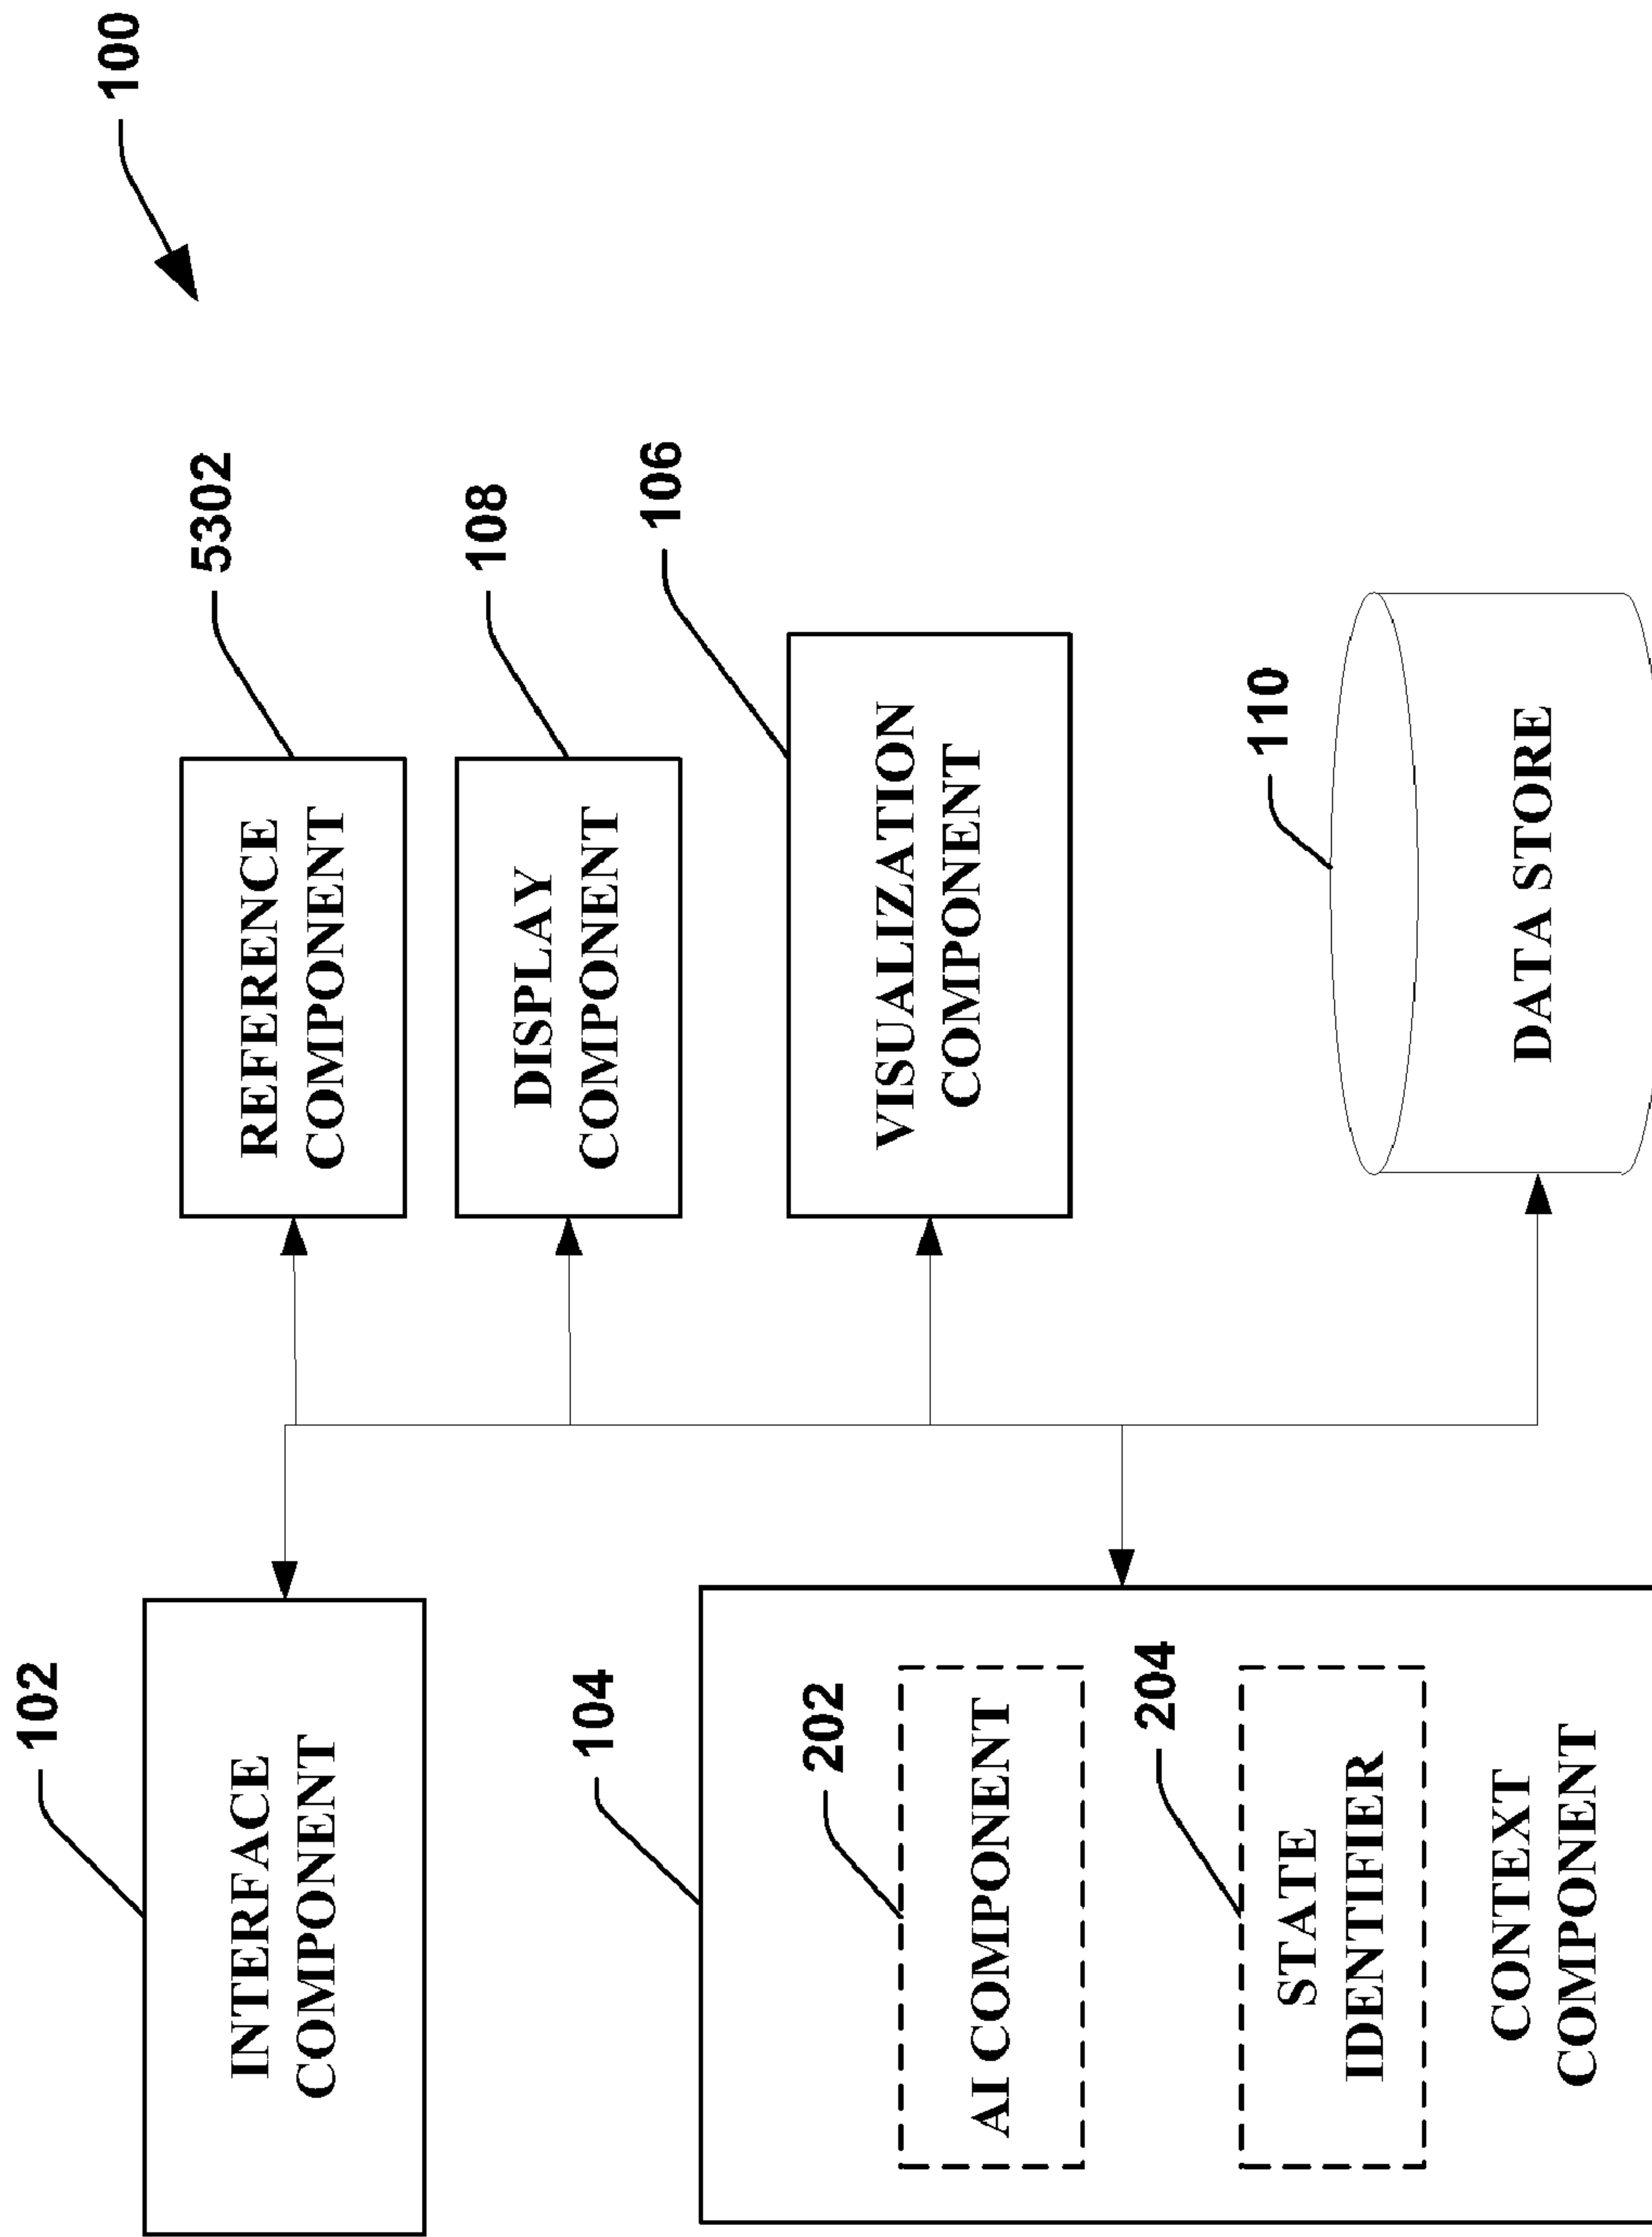 100
102
INTERFACE
COMPONENT
5302
REFERENCE
COMPONENT
108
DISPLAY
COMPONENT
104
202
AI COMPONENT
204
STATE
IDENTIFIER
CONTEXT
COMPONENT
106
VISUALIZATION
COMPONENT
110
DATA STORE